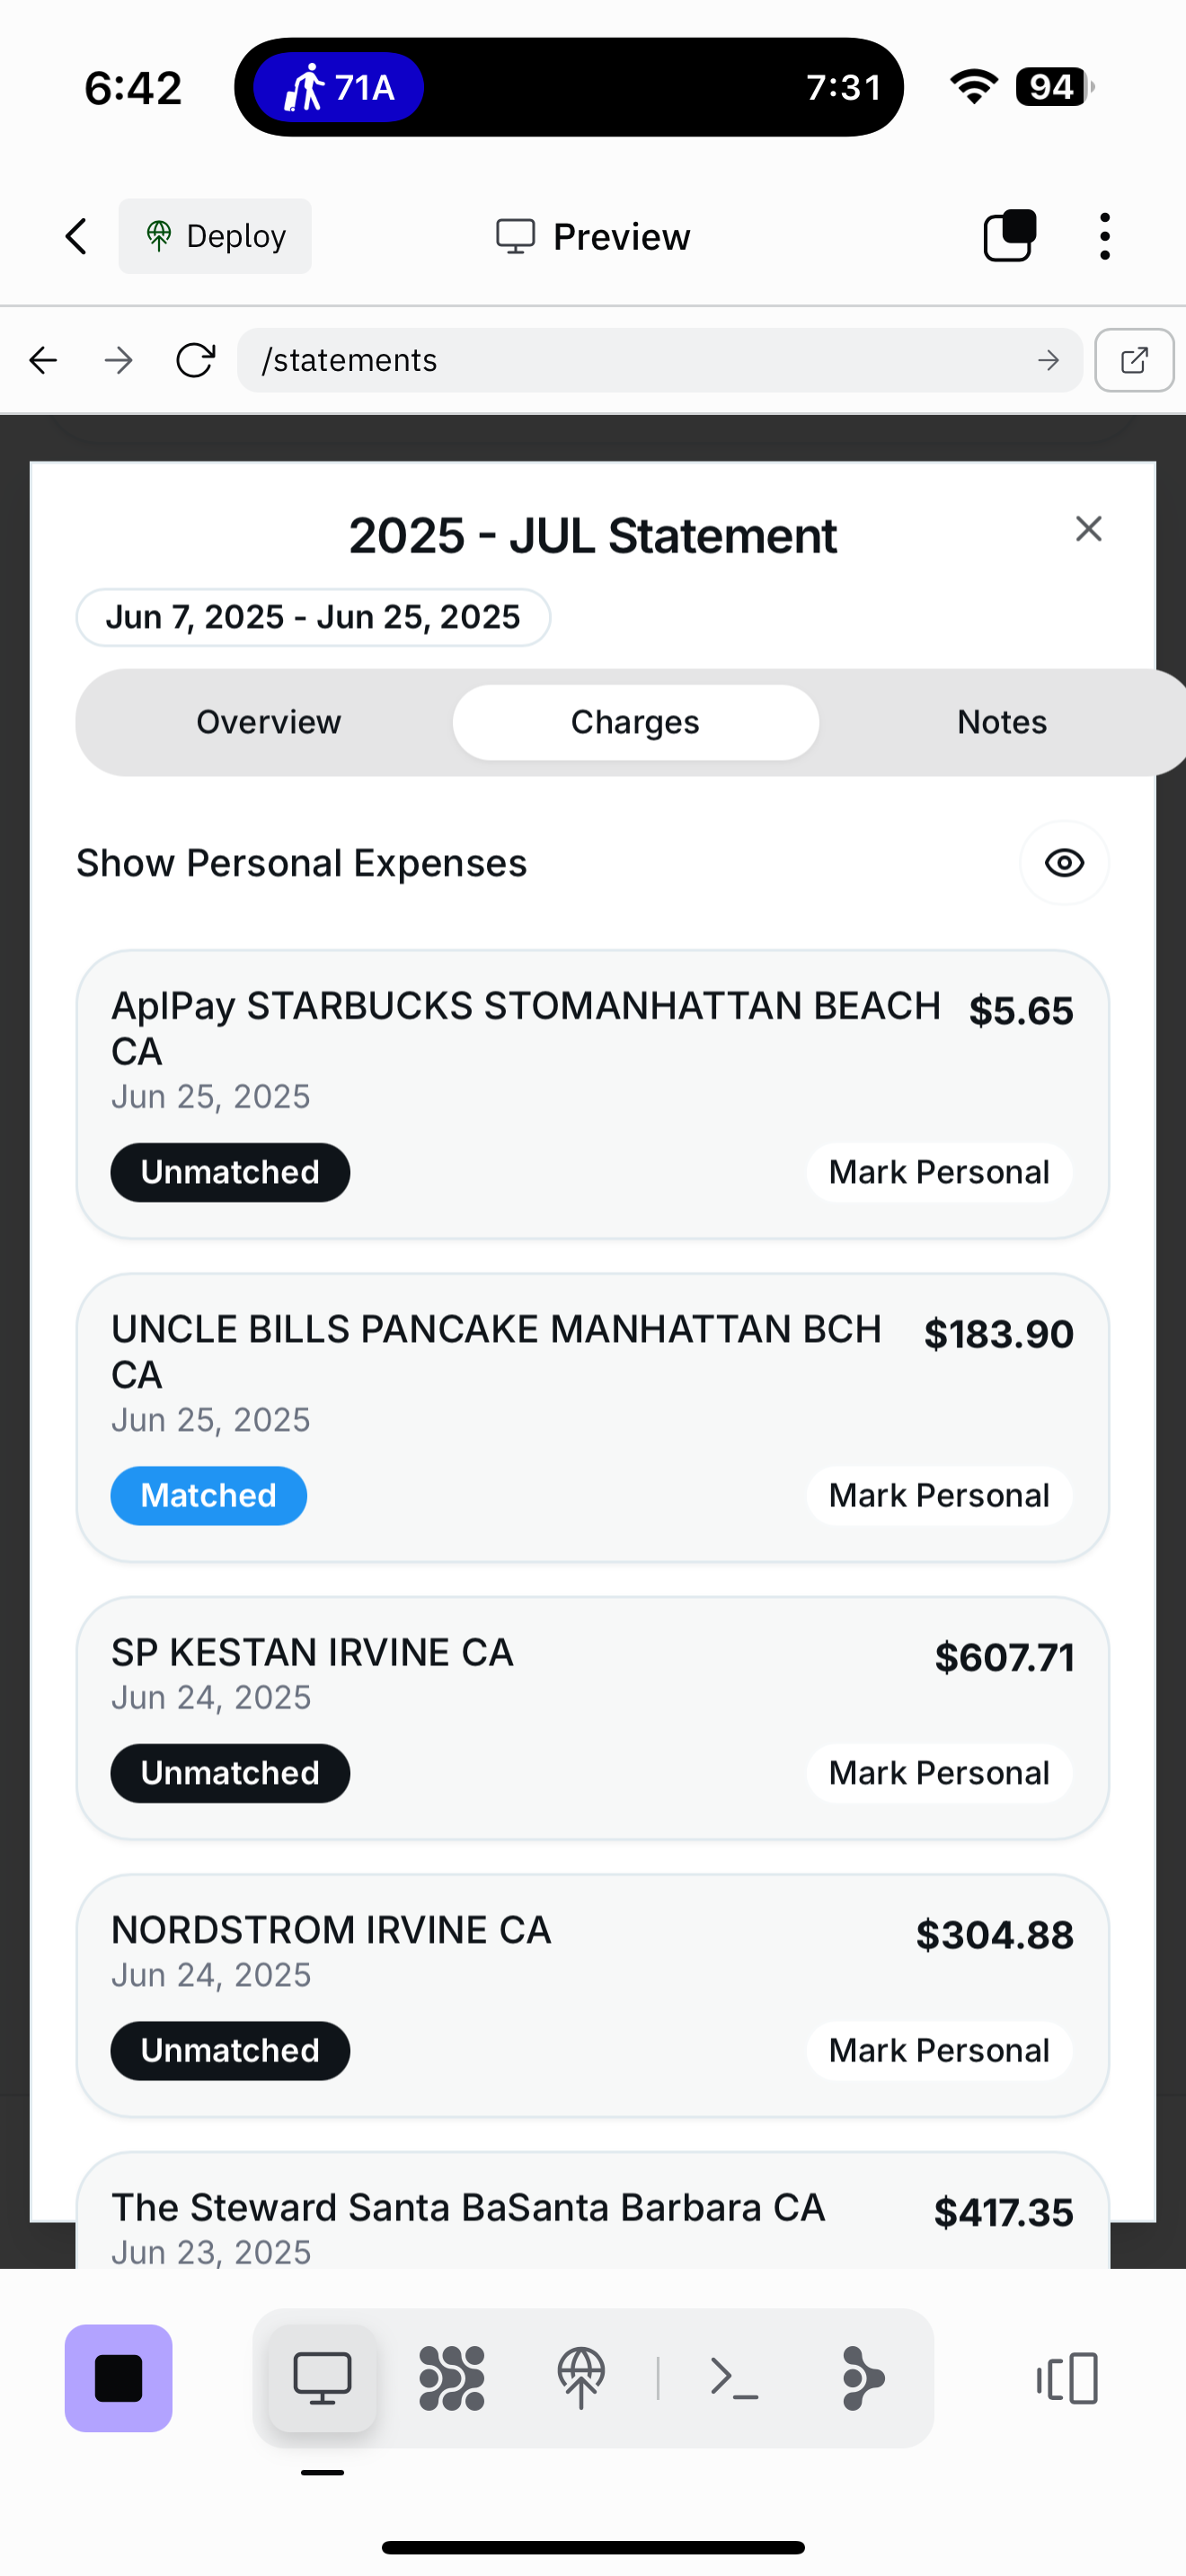 6:42
71A
7:31
94
Deploy
Preview
/statements
2025 - JUL Statement
Jun 7, 2025 - Jun 25, 2025
Overview
Charges
Notes
Show Personal Expenses
AplPay STARBUCKS STOMANHATTAN BEACH
CA
$5.65
Jun 25, 2025
Unmatched
Mark Personal
UNCLE BILLS PANCAKE MANHATTAN BCH
CA
$183.90
Jun 25, 2025
Matched
Mark Personal
SP KESTAN IRVINE CA
$607.71
Jun 24, 2025
Unmatched
Mark Personal
NORDSTROM IRVINE CA
$304.88
Jun 24, 2025
Unmatched
Mark Personal
The Steward Santa BaSanta Barbara CA
$417.35
Jun 23, 2025